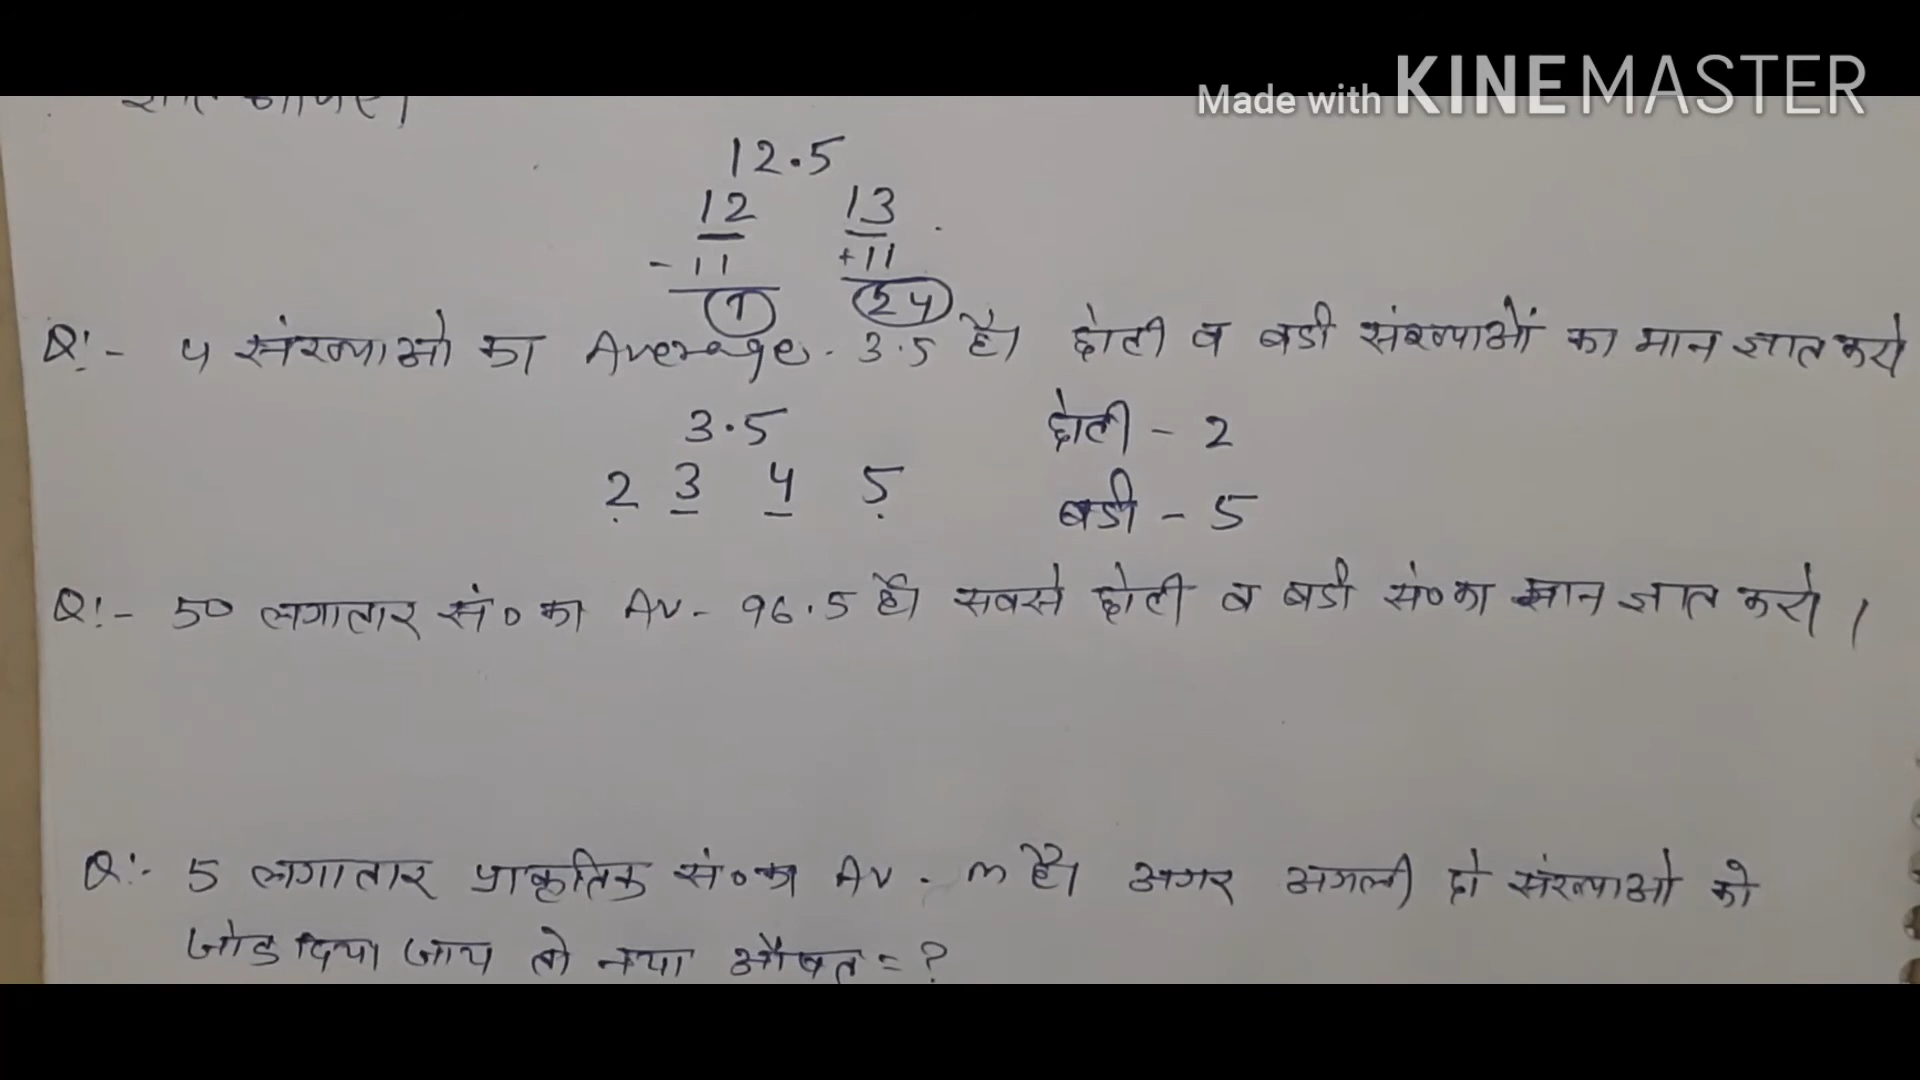 Made with KINEMASTER
12.5
12 13
- 11 +11
1 24
Q:- 4 संख्याओ का Average - 3.5 है। छोटी व बडी संख्याओं का मान ज्ञात करो
3.5 छोटी - 2
2 3 4 5 बडी - 5
Q:- 50 लगातार सं० का AV - 96.5 है। सबसे छोटी व बडी सं० का मान ज्ञात करो।
Q:- 5 लगातार प्राकृतिक सं० का AV - m है। अगर अगली दो संख्याओ को
जोड दिया जाय तो नया औषत = ?